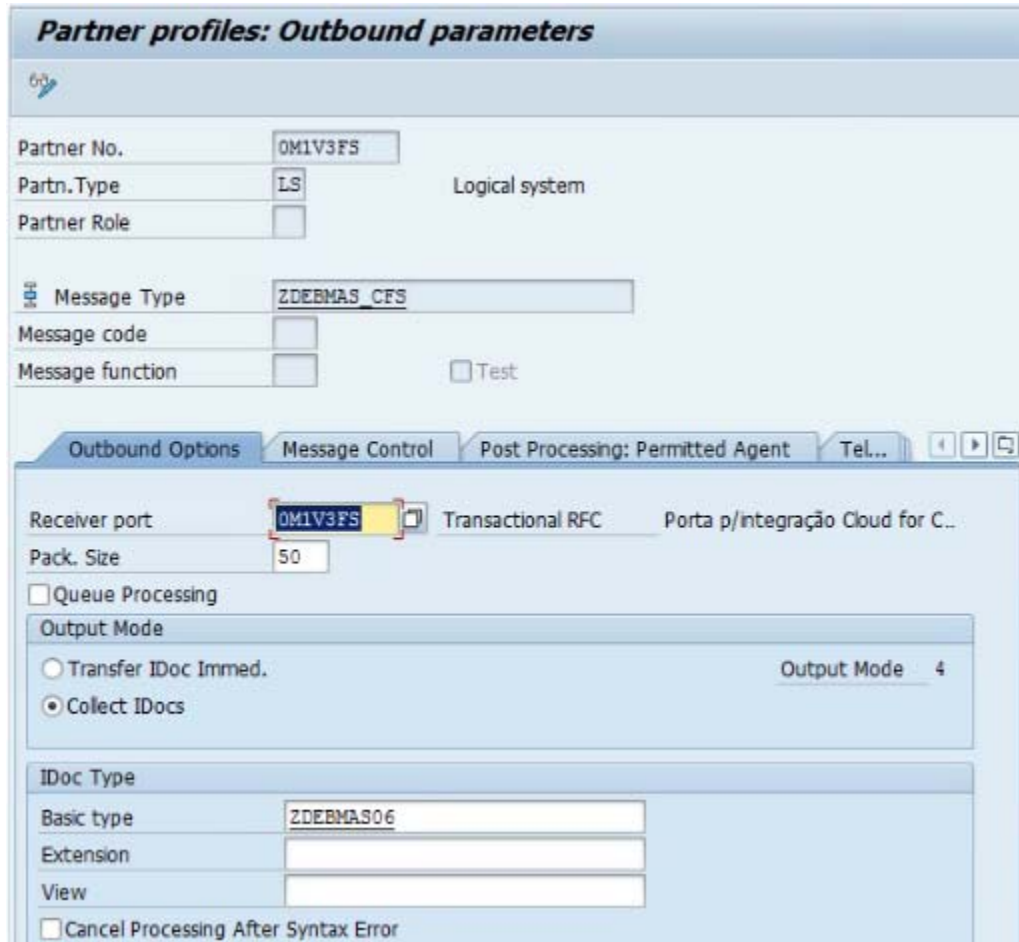 Partner profiles: Outbound parameters
Partner No. 0M1V3FS
Partn.Type LS Logical system
Partner Role
Message Type ZDEBMAS_CFS
Message code
Message function Test
Outbound Options Message Control Post Processing: Permitted Agent Tel...
Receiver port 0M1V3FS Transactional RFC Porta p/integração Cloud for C..
Pack. Size 50
Queue Processing
Output Mode
Transfer IDoc Immed. Output Mode 4
Collect IDocs
IDoc Type
Basic type ZDEBMAS06
Extension
View
Cancel Processing After Syntax Error